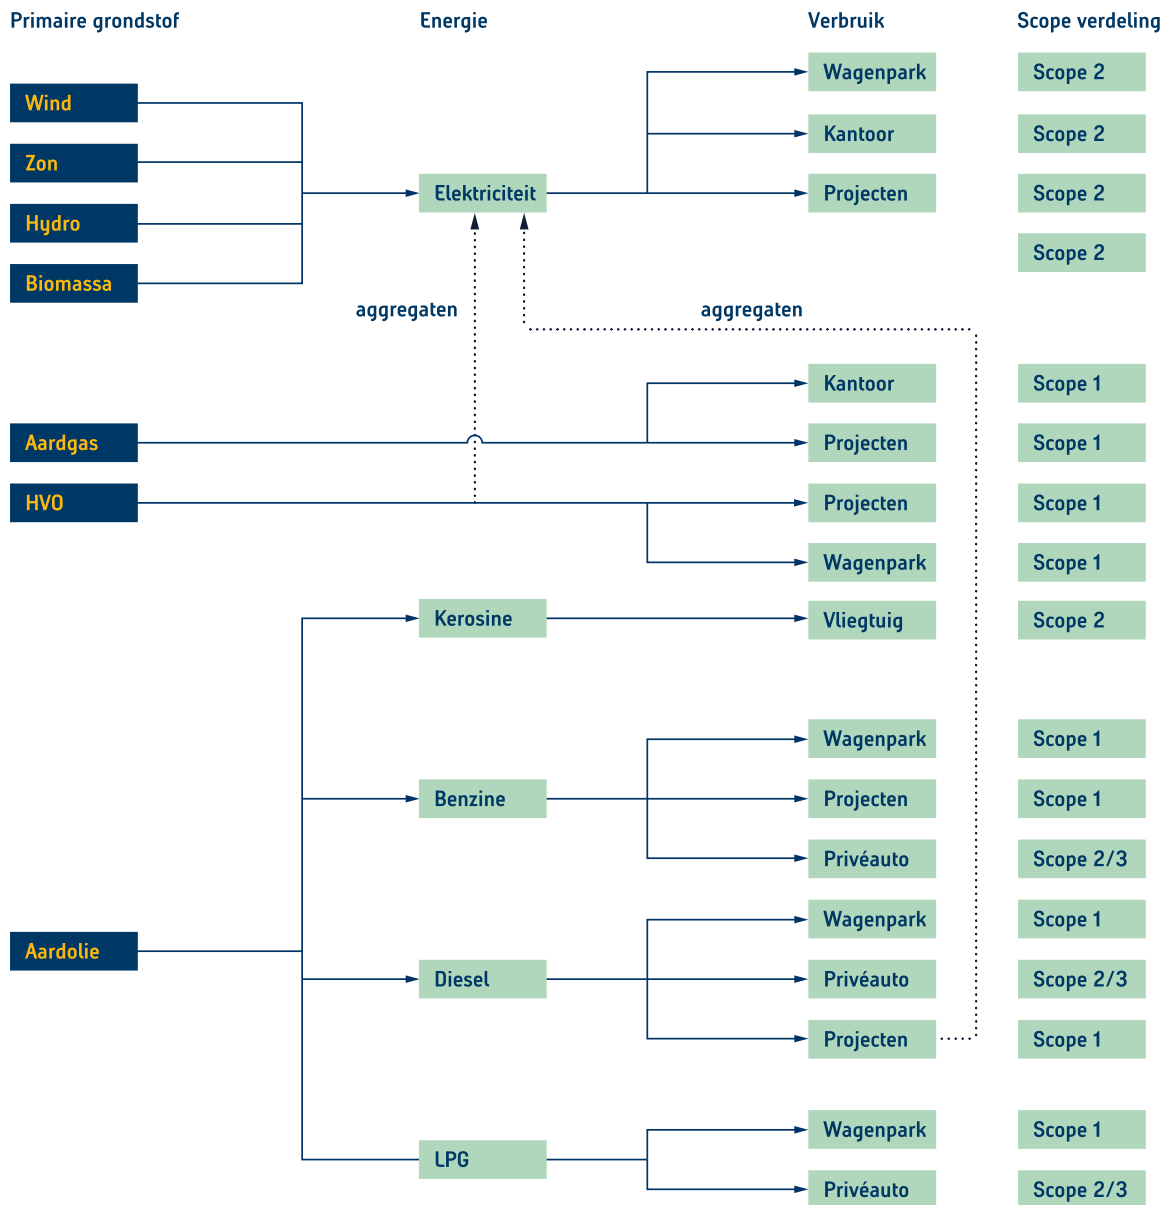 Primaire grondstof
Energie
Verbruik
Scope verdeling
Wagenpark
Scope 2
Wind
Kantoor
Scope 2
Zon
Elektriciteit
Projecten
Scope 2
Hydro
Scope 2
Biomassa
aggregaten
aggregaten
Kantoor
Scope 1
Aardgas
Projecten
Scope 1
HVO
Projecten
Scope 1
Wagenpark
Scope 1
Kerosine
Vliegtuig
Scope 2
Wagenpark
Scope 1
Benzine
Projecten
Scope 1
Privéauto
Scope 2/3
Wagenpark
Scope 1
Aardolie
Diesel
Privéauto
Scope 2/3
Projecten
Scope 1
Wagenpark
Scope 1
LPG
Privéauto
Scope 2/3